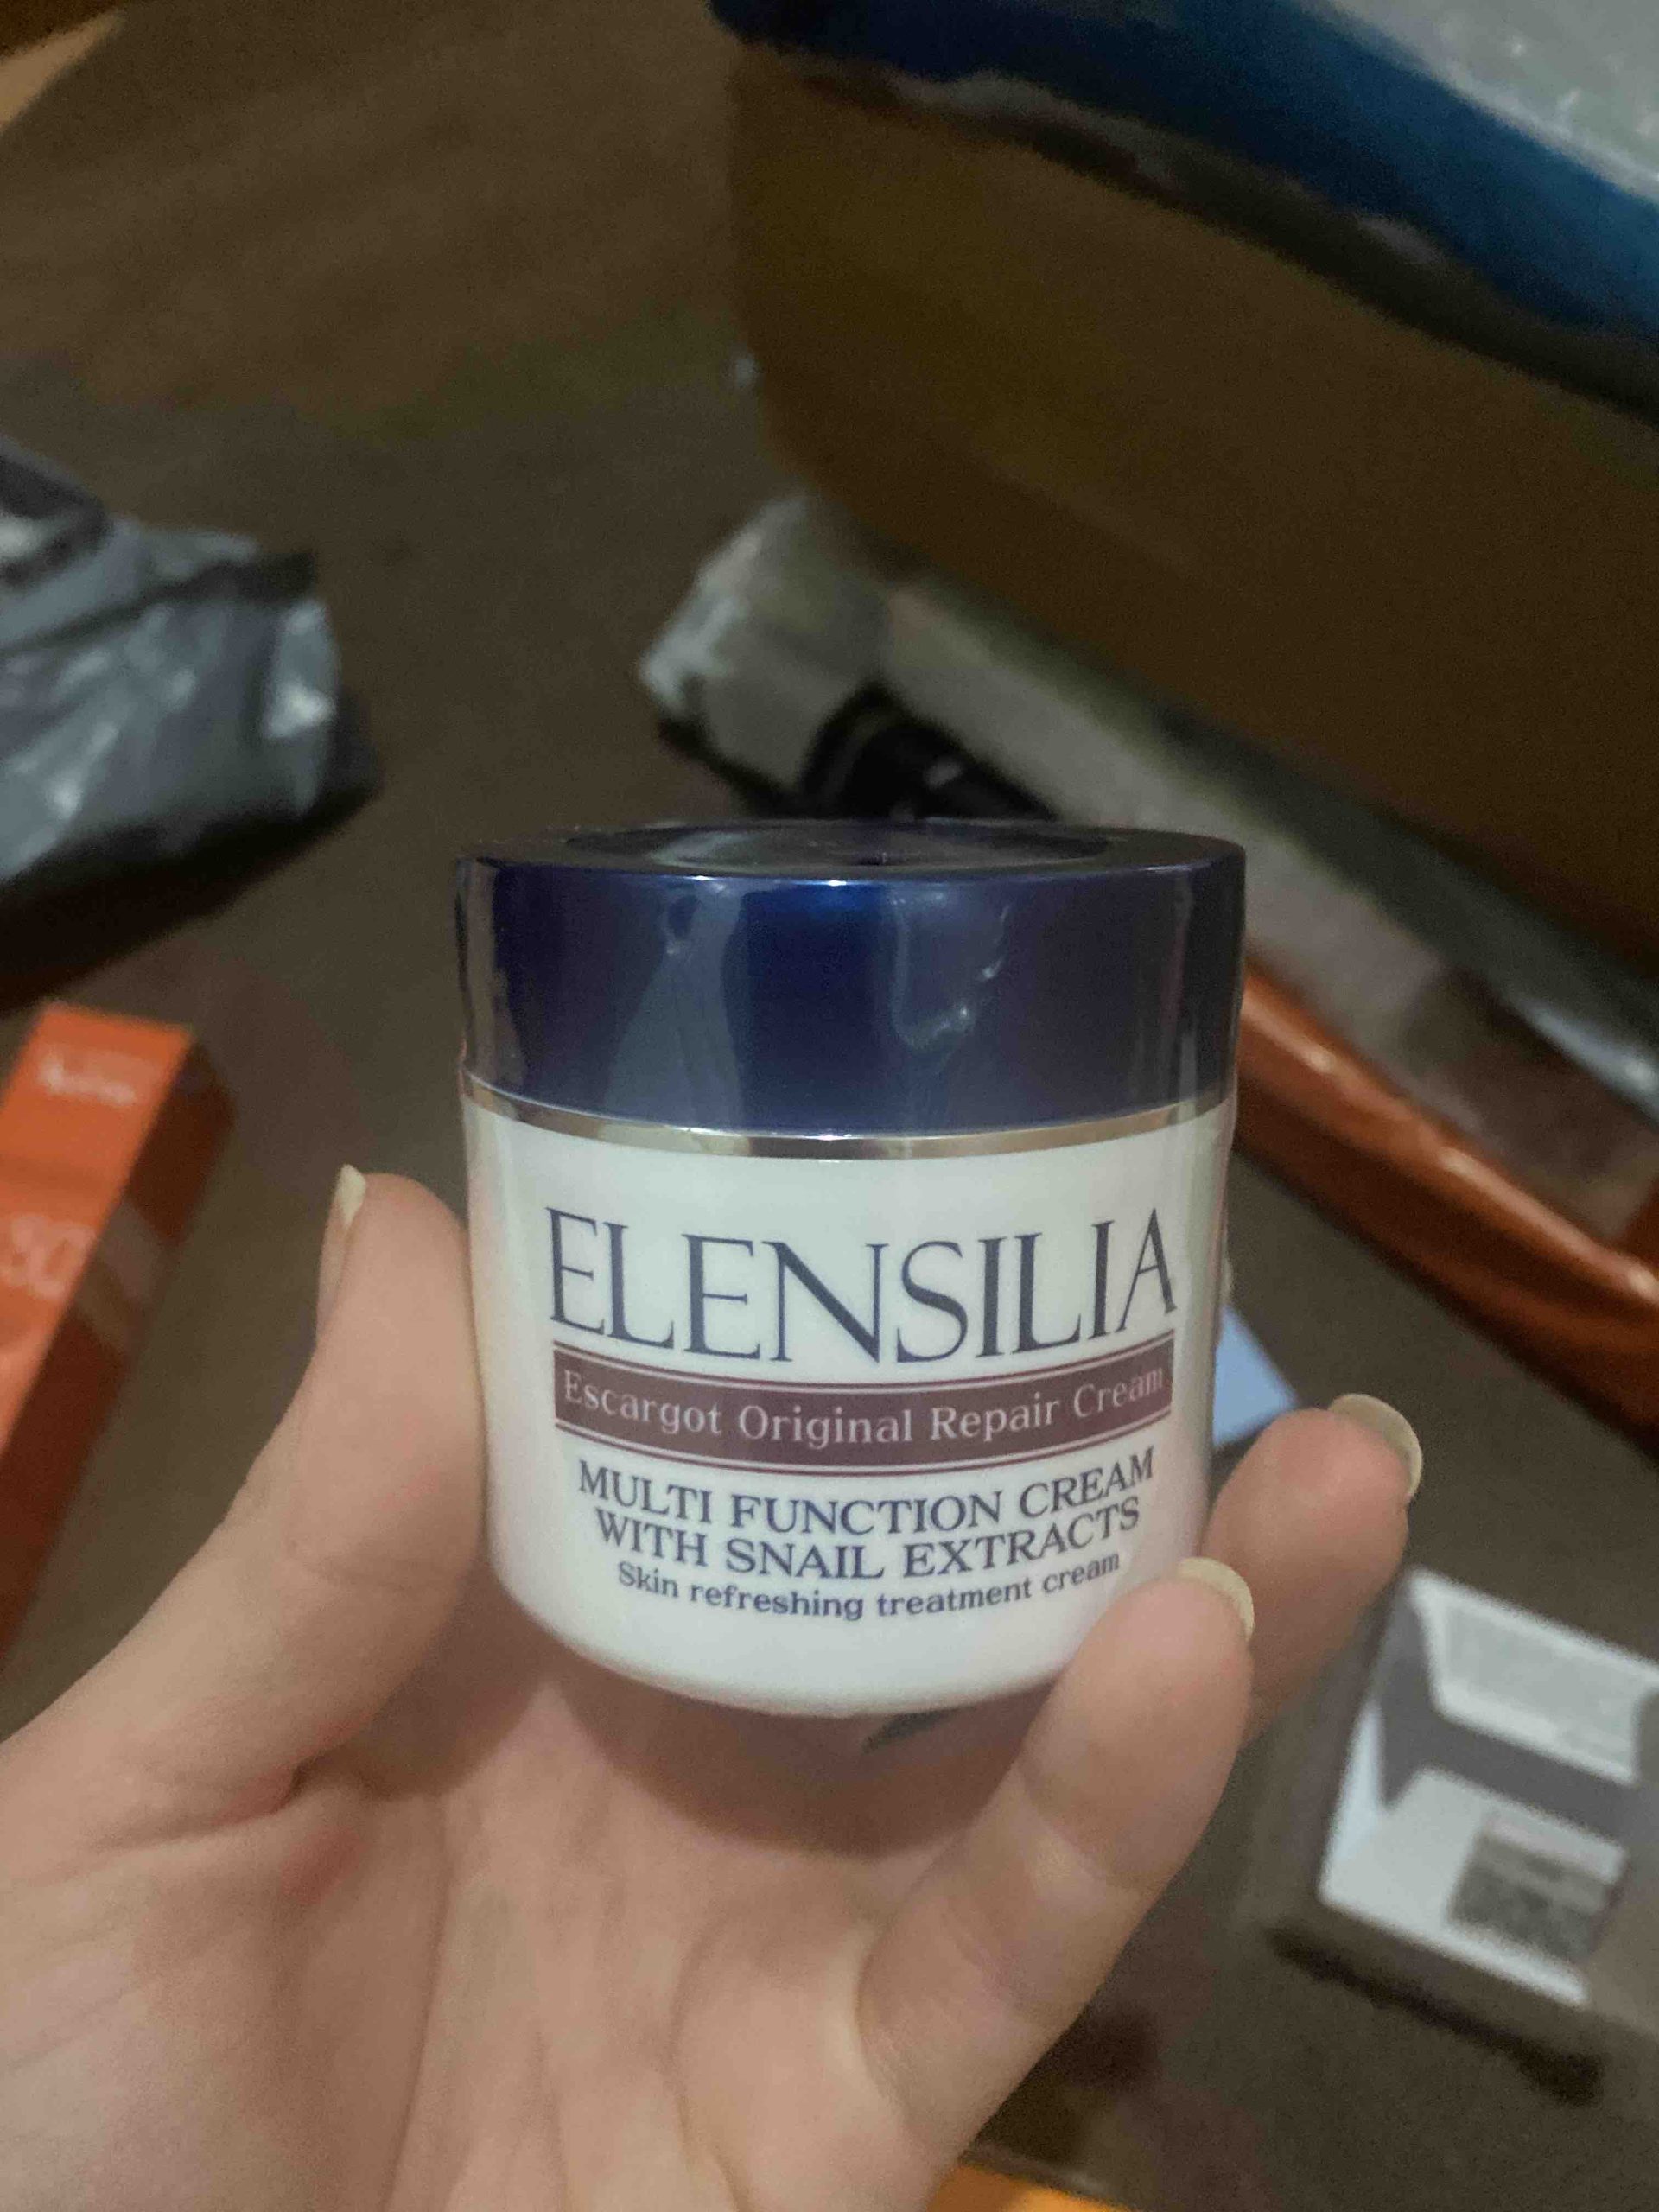 ELENSILIA
Escargot Original Repair Cream
MULTI FUNCTION CREAM
WITH SNAIL EXTRACTS
Skin refreshing treatment cream